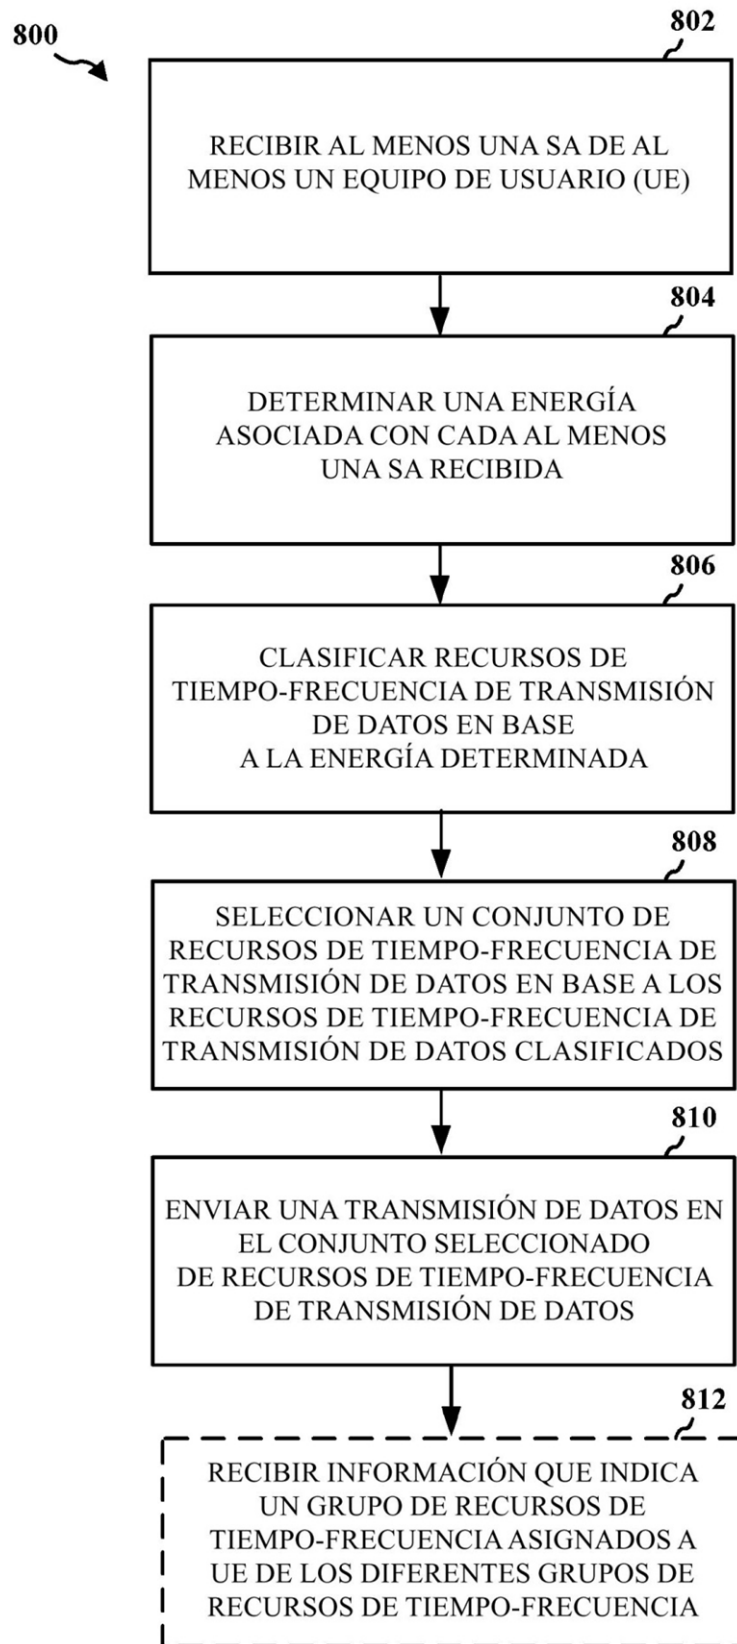 800
802
RECIBIR AL MENOS UNA SA DE AL
MENOS UN EQUIPO DE USUARIO (UE)
804
DETERMINAR UNA ENERGÍA
ASOCIADA CON CADA AL MENOS
UNA SA RECIBIDA
806
CLASIFICAR RECURSOS DE
TIEMPO-FRECUENCIA DE TRANSMISIÓN
DE DATOS EN BASE
A LA ENERGÍA DETERMINADA
808
SELECCIONAR UN CONJUNTO DE
RECURSOS DE TIEMPO-FRECUENCIA DE
TRANSMISIÓN DE DATOS EN BASE A LOS
RECURSOS DE TIEMPO-FRECUENCIA DE
TRANSMISIÓN DE DATOS CLASIFICADOS
810
ENVIAR UNA TRANSMISIÓN DE DATOS EN
EL CONJUNTO SELECCIONADO
DE RECURSOS DE TIEMPO-FRECUENCIA
DE TRANSMISIÓN DE DATOS
812
RECIBIR INFORMACIÓN QUE INDICA
UN GRUPO DE RECURSOS DE
TIEMPO-FRECUENCIA ASIGNADOS A
UE DE LOS DIFERENTES GRUPOS DE
RECURSOS DE TIEMPO-FRECUENCIA